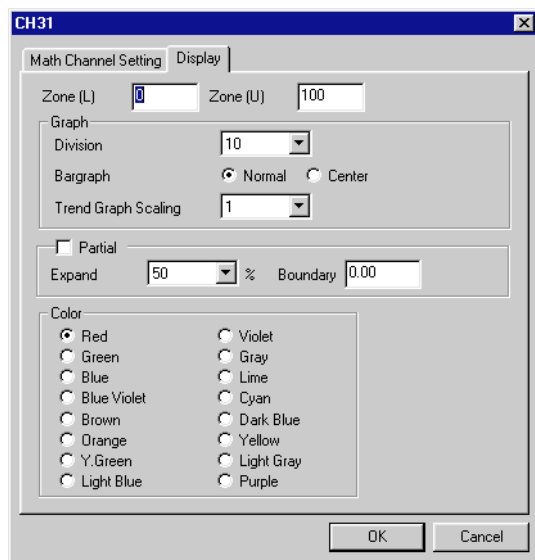 CH31
Math Channel Setting Display
Zone (L) 0 Zone (U) 100
Graph
Division 10
Bargraph Normal Center
Trend Graph Scaling 1
Partial
Expand 50 % Boundary 0.00
Color
Red Violet
Green Gray
Blue Lime
Blue Violet Cyan
Brown Dark Blue
Orange Yellow
Y.Green Light Gray
Light Blue Purple
OK Cancel